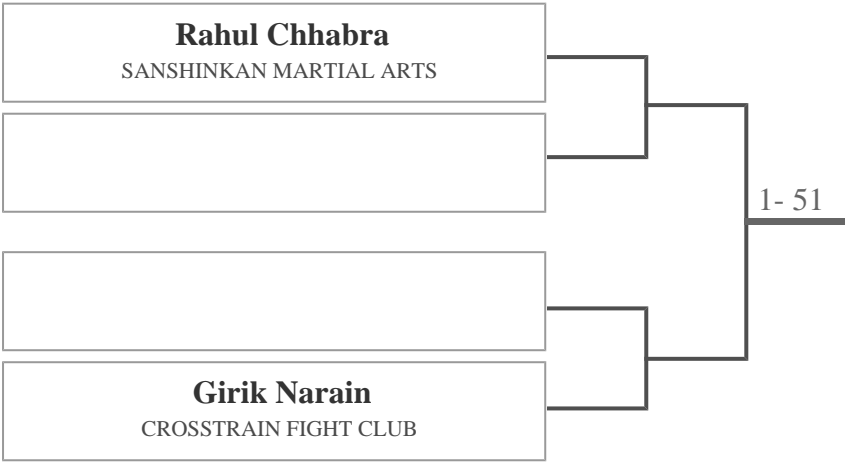 Rahul Chhabra
SANSHINKAN MARTIAL ARTS
1- 51
Girik Narain
CROSSTRAIN FIGHT CLUB